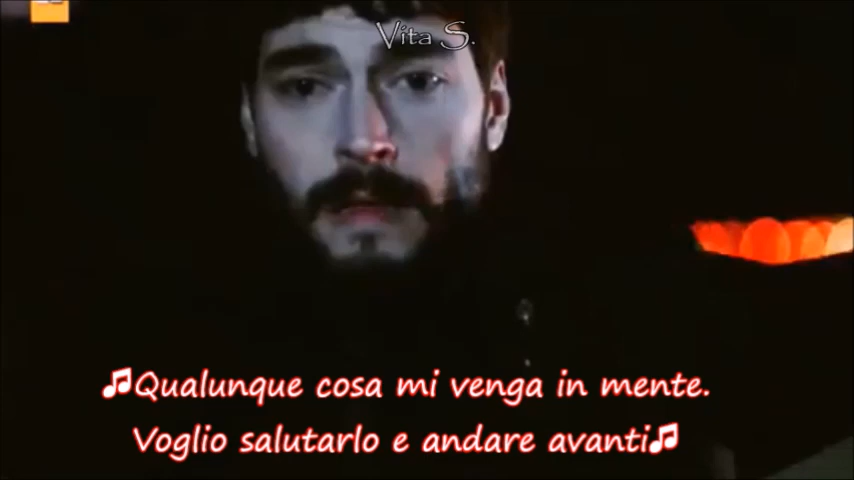 Vita S.
♫Qualunque cosa mi venga in mente.
Voglio salutarlo e andare avanti♫